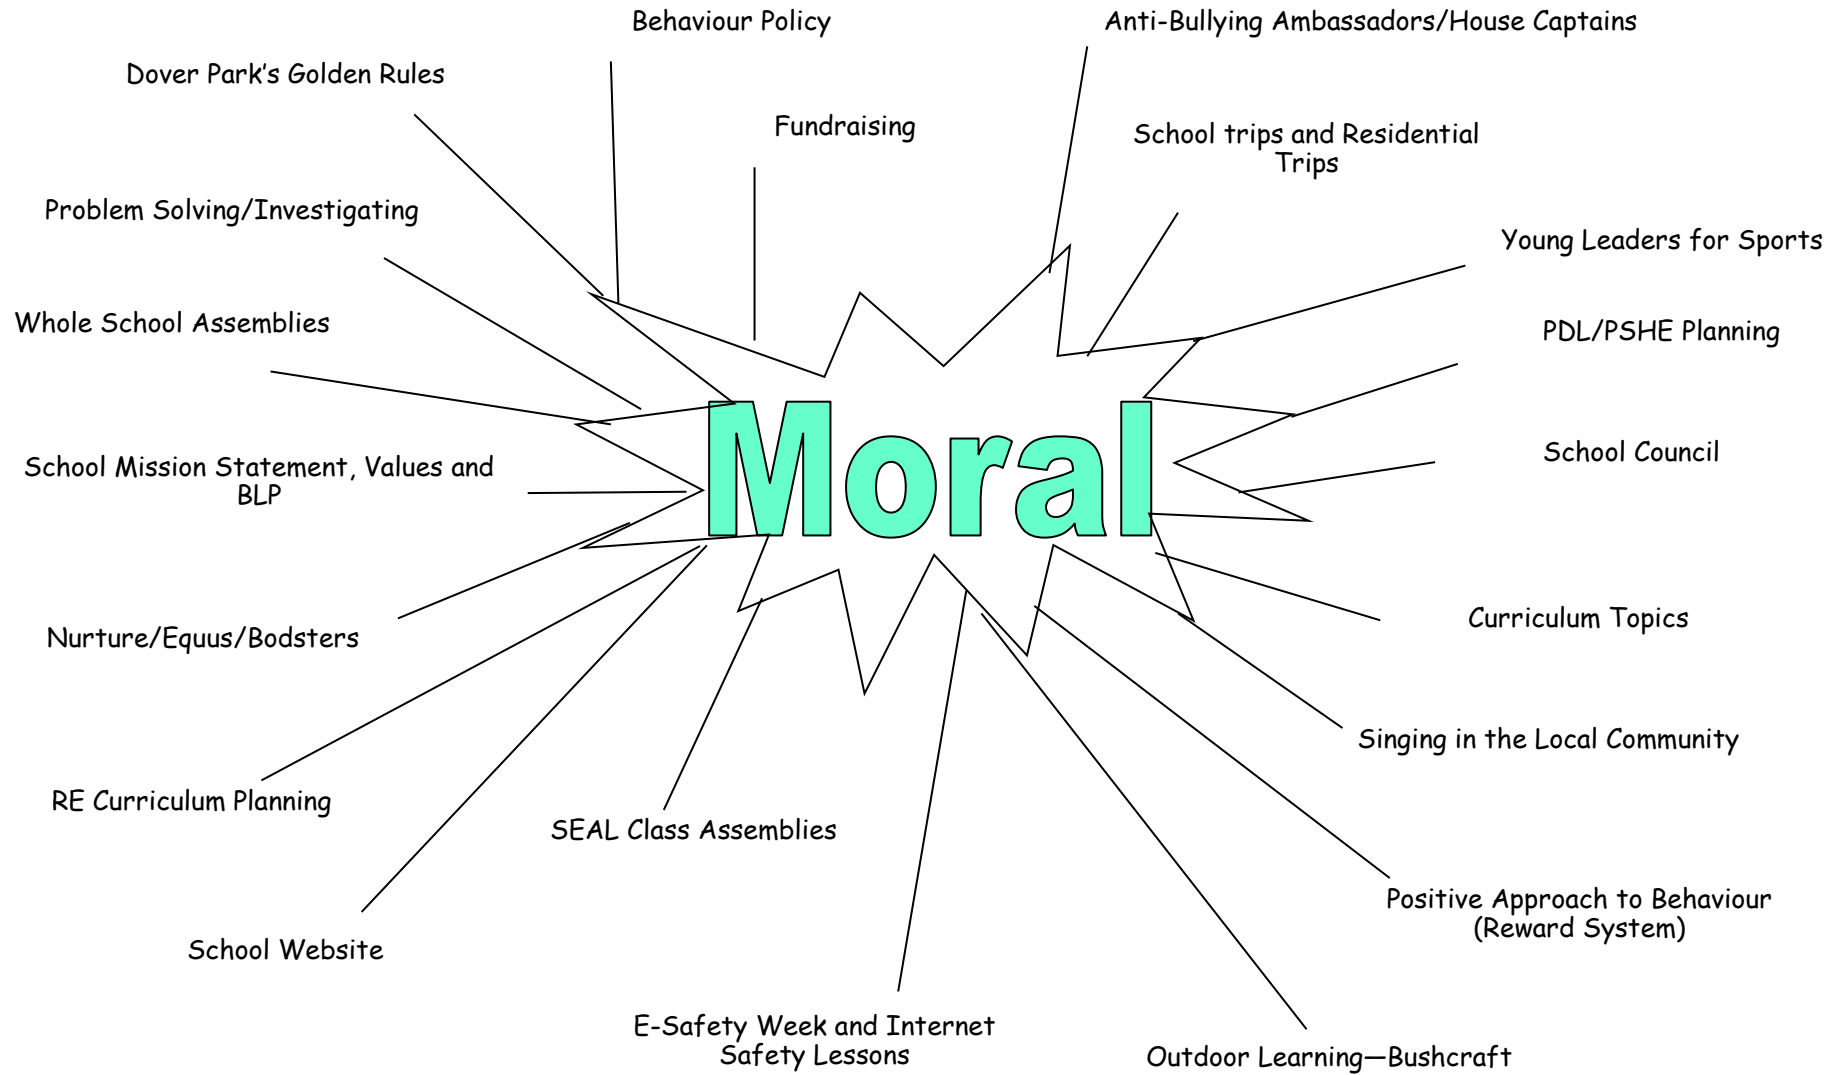 Behaviour Policy
Anti-Bullying Ambassadors/House Captains
Dover Park’s Golden Rules
Fundraising
School trips and Residential
Trips
Problem Solving/Investigating
Young Leaders for Sports
Whole School Assemblies
PDL/PSHE Planning
School Mission Statement, Values and
BLP
Moral
School Council
Nurture/Equus/Bodsters
Curriculum Topics
Singing in the Local Community
RE Curriculum Planning
SEAL Class Assemblies
Positive Approach to Behaviour
(Reward System)
School Website
E-Safety Week and Internet
Safety Lessons
Outdoor Learning—Bushcraft